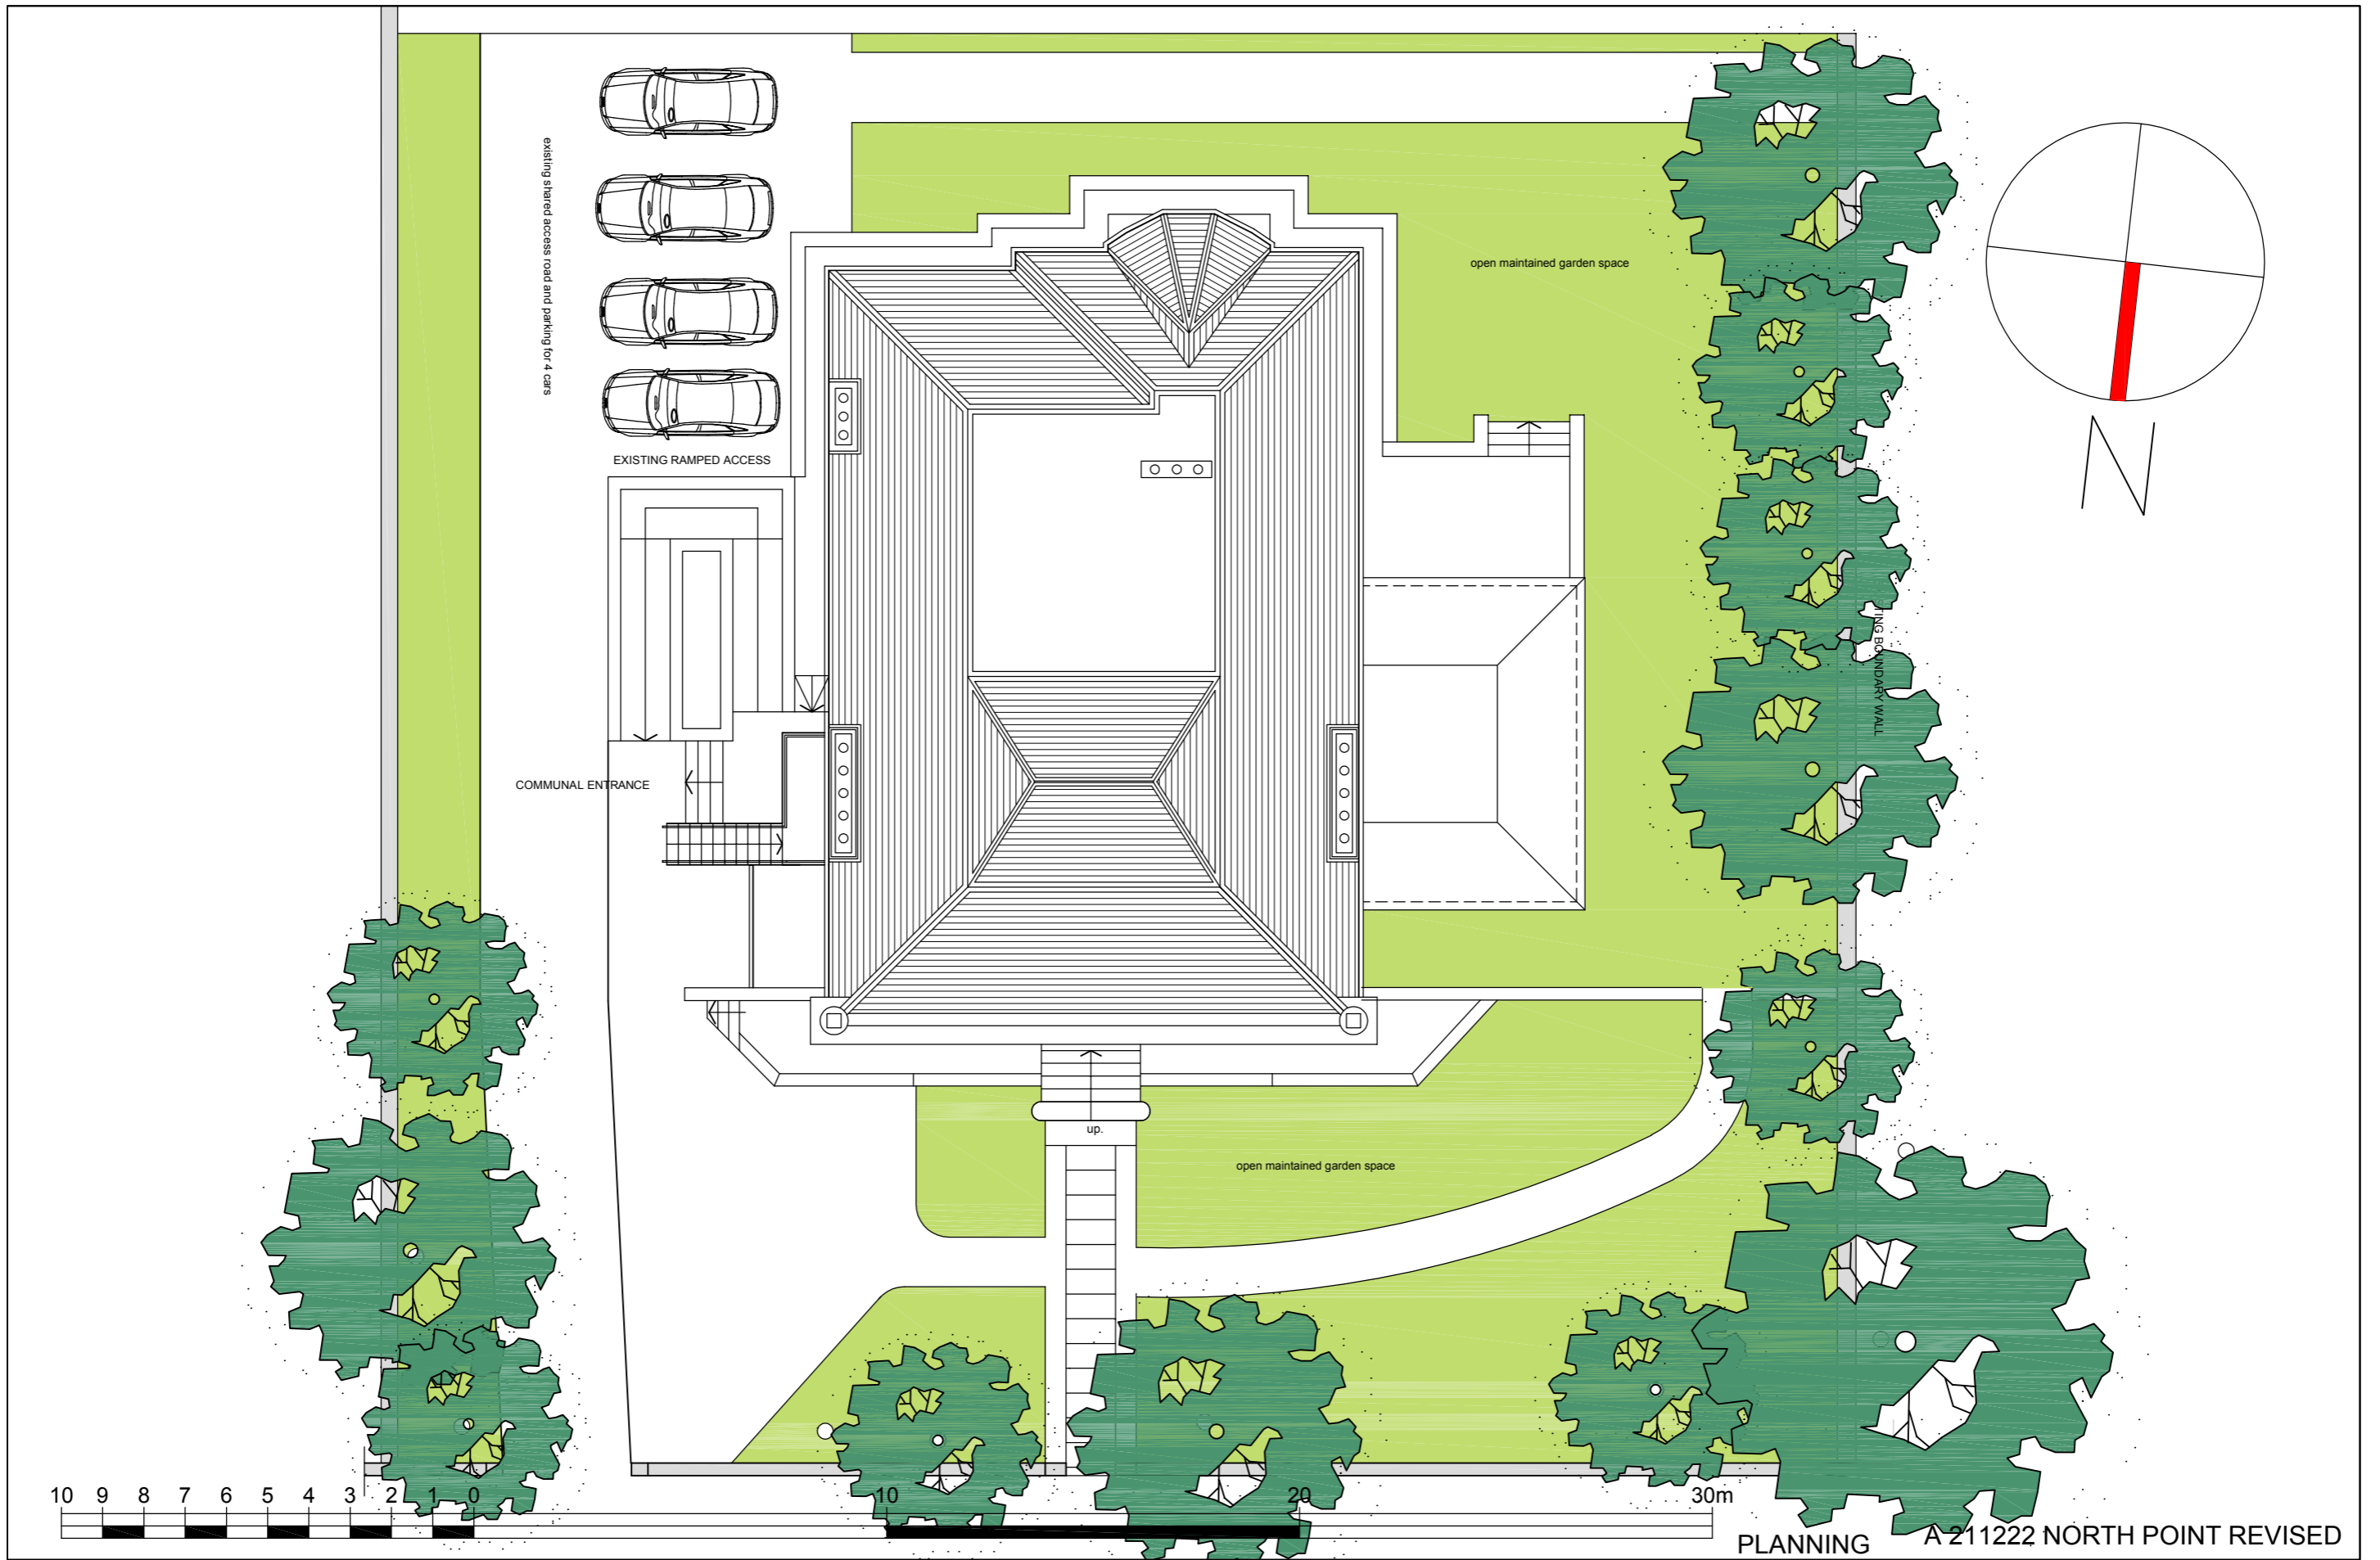 existing shared access road and parking for 4 cars
open maintained garden space
N
EXISTING RAMPED ACCESS
TING BOUNDARY WALL
COMMUNAL ENTRANCE
up.
open maintained garden space
10 9 8 7 6 5 4 3 2 1 0 10 20 30m
PLANNING
A 211222 NORTH POINT REVISED